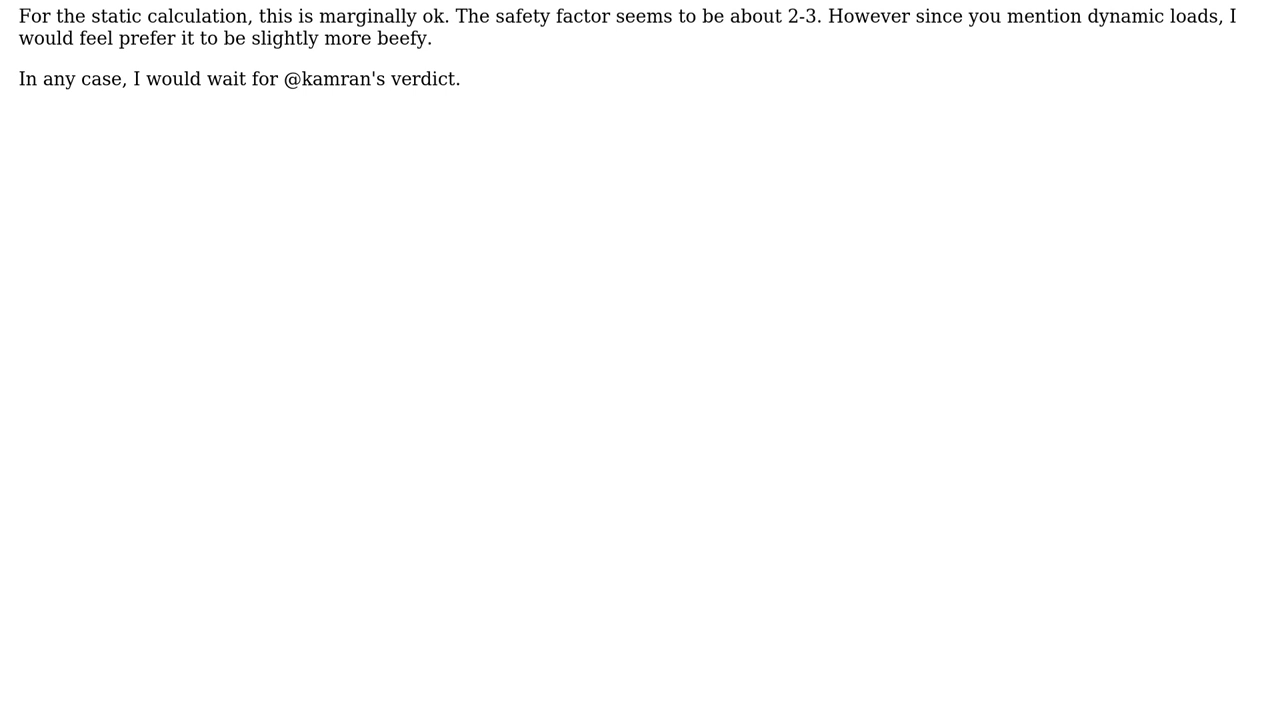 For the static calculation, this is marginally ok. The safety factor seems to be about 2-3. However since you mention dynamic loads, I
would feel prefer it to be slightly more beefy.
In any case, I would wait for @kamran's verdict.